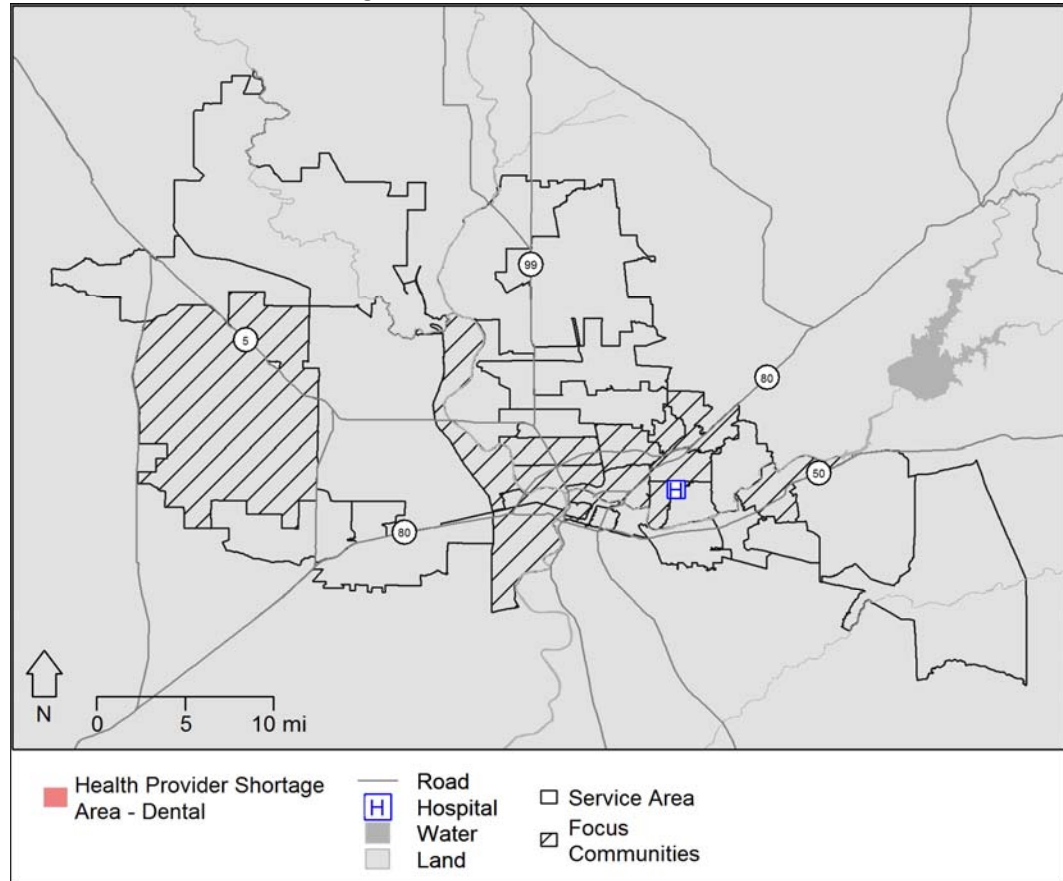 99
5
80
50
H
80
N
0 5 10 mi
Health Provider Shortage
Area - Dental
Road
H Hospital
Water
Land
Service Area
Focus
Communities